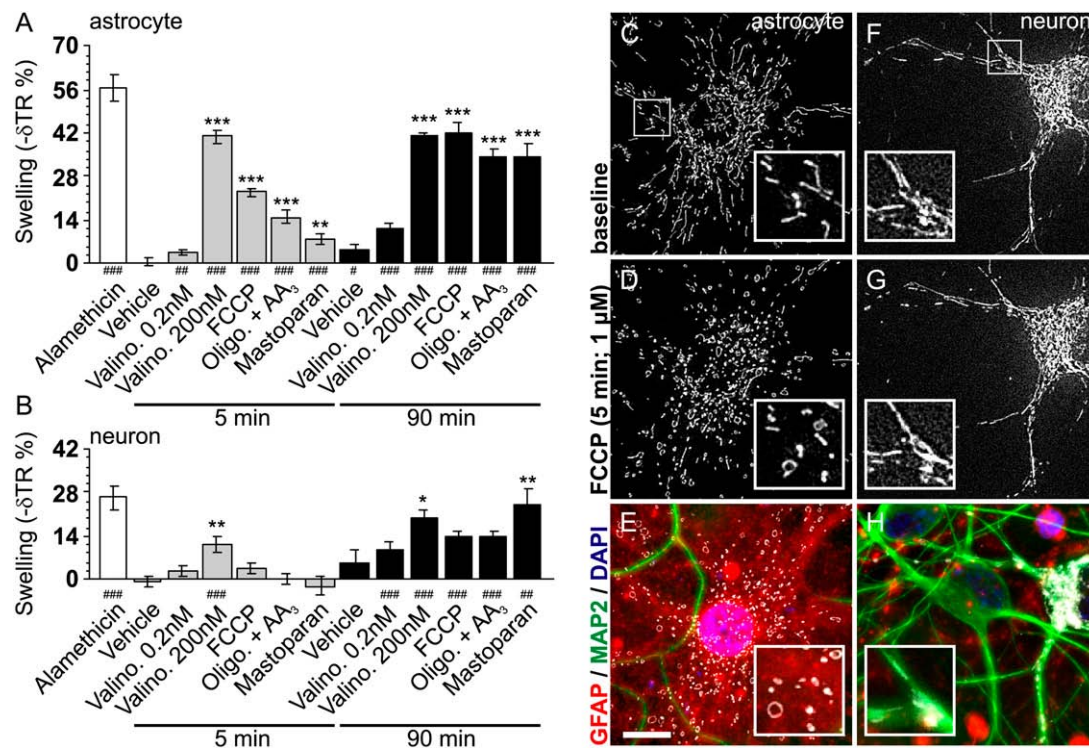 A
astrocyte
Swelling (-δTR %)
70
56
42
28
14
0
***
***
***
**
***
***
***
***
###
##
###
###
###
###
#
###
###
###
###
###
Alamethicin
Vehicle
Valino. 0.2nM
Valino. 200nM
FCCP
Oligo. + AA3
Mastoparan
Vehicle
Valino. 0.2nM
Valino. 200nM
FCCP
Oligo. + AA3
Mastoparan
5 min
90 min
B
neuron
Swelling (-δTR %)
42
28
14
0
**
*
**
###
###
###
###
###
###
##
Alamethicin
Vehicle
Valino. 0.2nM
Valino. 200nM
FCCP
Oligo. + AA3
Mastoparan
Vehicle
Valino. 0.2nM
Valino. 200nM
FCCP
Oligo. + AA3
Mastoparan
5 min
90 min
C
astrocyte
F
neuron
baseline
D
G
FCCP (5 min; 1 µM)
E
H
GFAP / MAP2 / DAPI